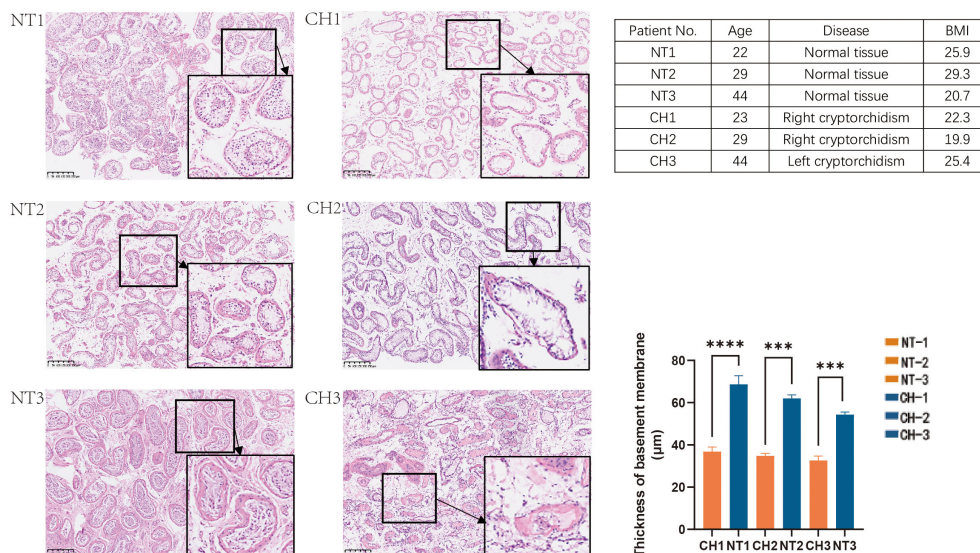 NT1
CH1
NT2
CH2
NT3
CH3
Patient No. Age Disease BMI
NT1 22 Normal tissue 25.9
NT2 29 Normal tissue 29.3
NT3 44 Normal tissue 20.7
CH1 23 Right cryptorchidism 22.3
CH2 29 Right cryptorchidism 19.9
CH3 44 Left cryptorchidism 25.4
Thickness of basement membrane
(μm)
80
60
40
20
0
**** *** ***
CH1 NT1 CH2 NT2 CH3 NT3
NT-1
NT-2
NT-3
CH-1
CH-2
CH-3